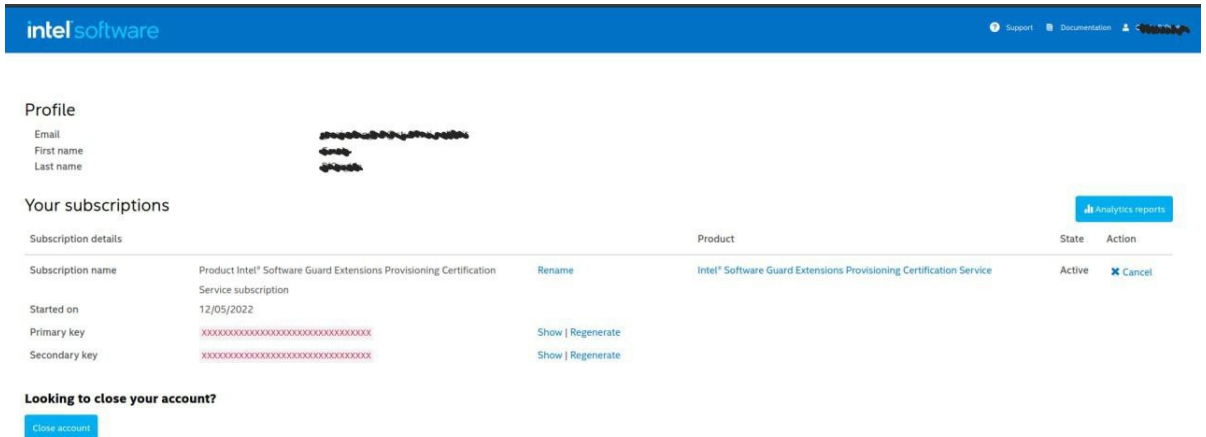 intel software
Support Documentation
Profile
Email
First name
Last name
Your subscriptions
Analytics reports
Subscription details Product State Action
Subscription name Product Intel® Software Guard Extensions Provisioning Certification Rename Intel® Software Guard Extensions Provisioning Certification Service Active Cancel
Service subscription
Started on 12/05/2022
Primary key xxxxxxxxxxxxxxxxxxxxxxxxxxxxxxxx Show | Regenerate
Secondary key xxxxxxxxxxxxxxxxxxxxxxxxxxxxxxxx Show | Regenerate
Looking to close your account?
Close account